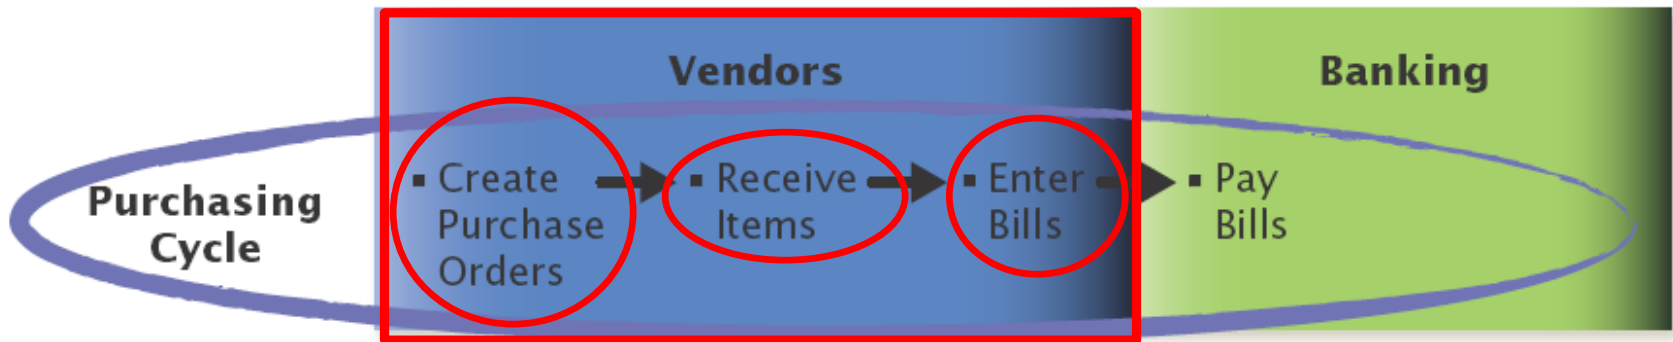 Vendors
Banking
Purchasing
Cycle
▪ Create
Purchase
Orders
▪ Receive
Items
▪ Enter
Bills
▪ Pay
Bills